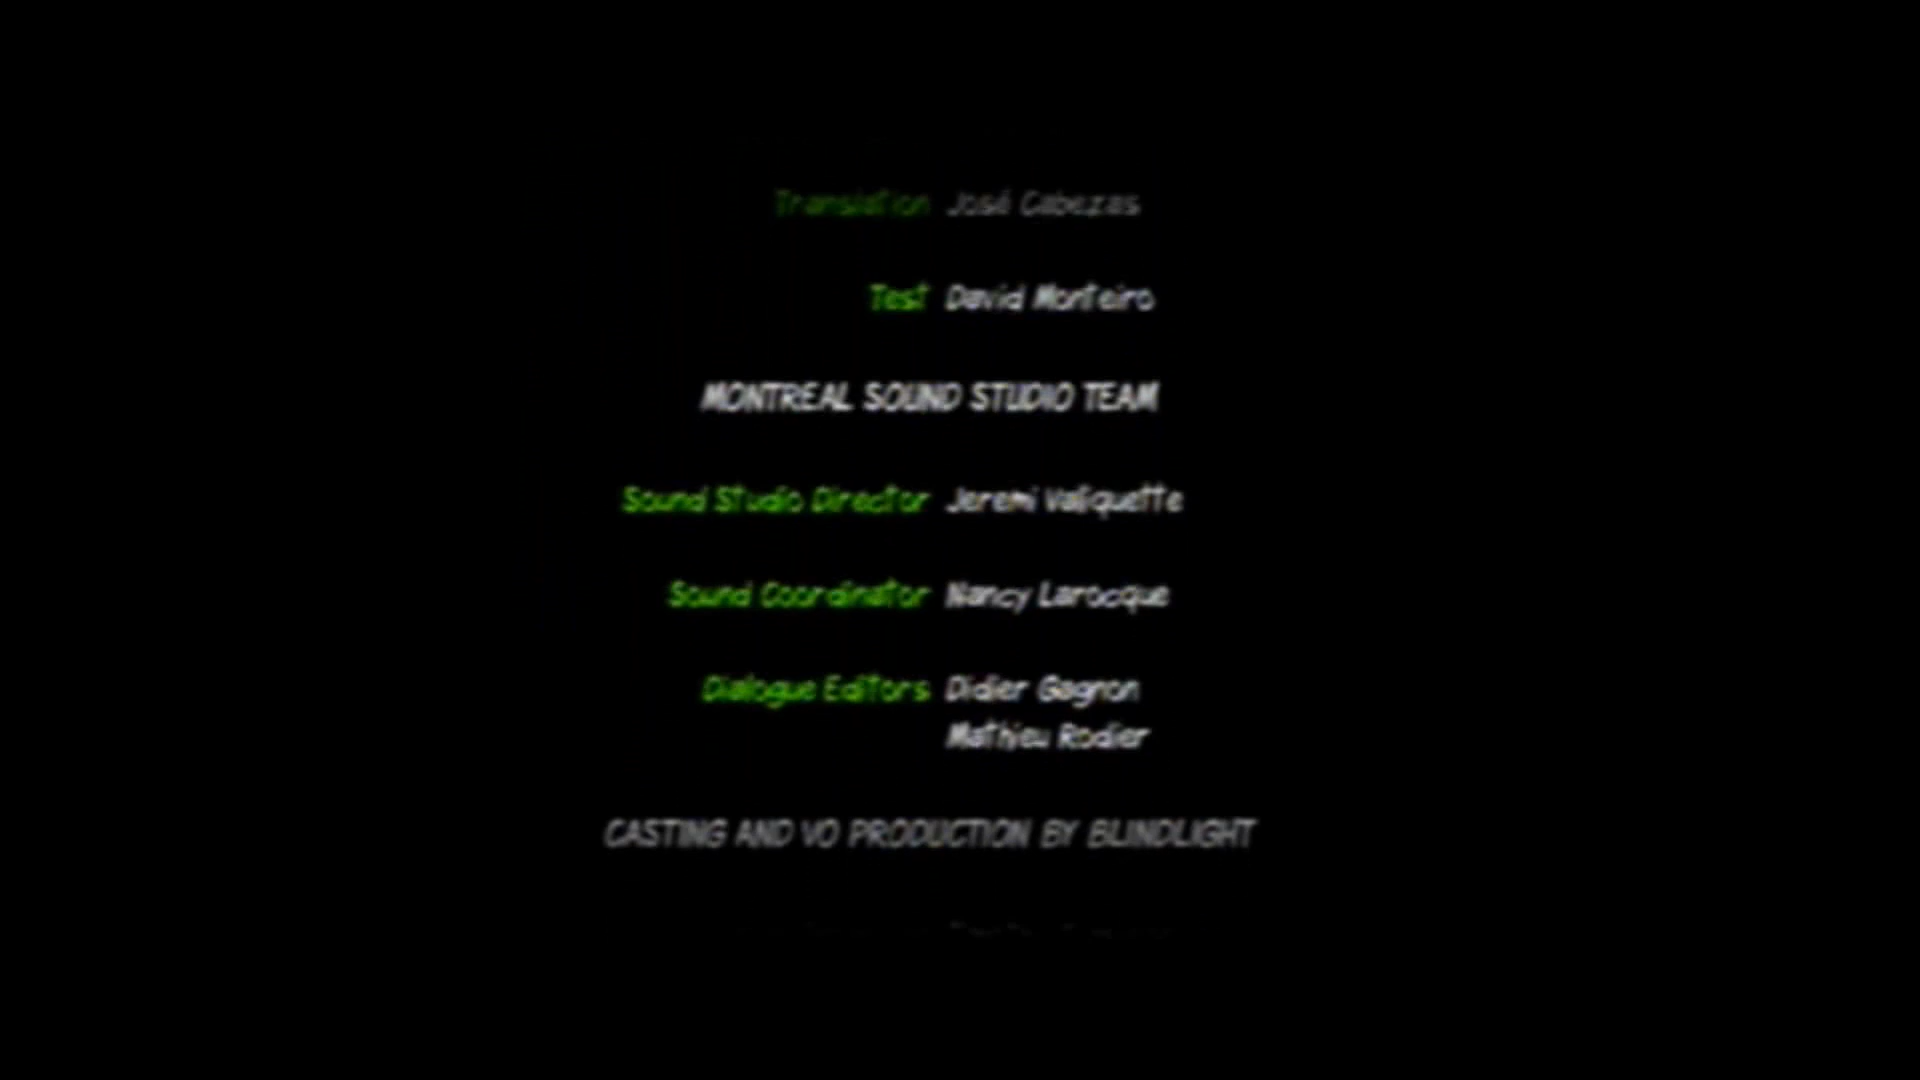 Translation José Cabezas
Test David Monteiro
MONTREAL SOUND STUDIO TEAM
Sound Studio Director Jeremi Valiquette
Sound Coordinator Nancy Larocque
Dialogue Editors Didier Gagnon
Mathieu Rodier
CASTING AND VO PRODUCTION BY BLINDLIGHT